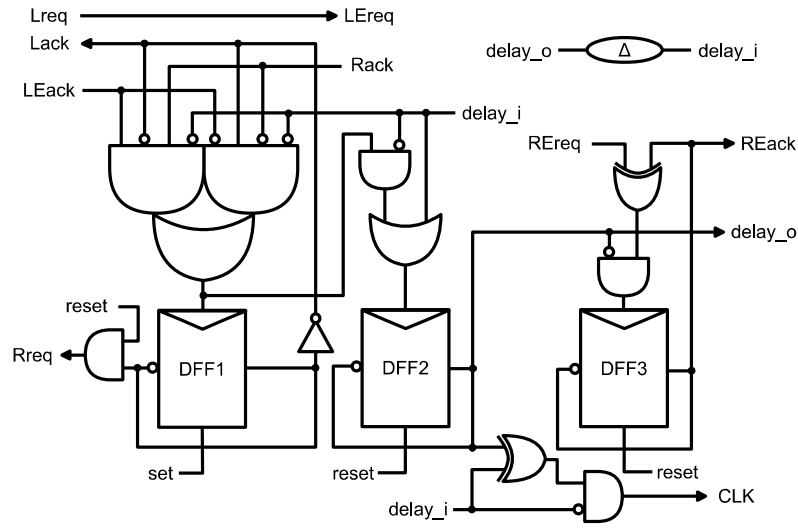 Lreq LEreq
Lack
delay_o Δ delay_i
Rack
LEack
delay_i
REreq REack
delay_o
reset
Rreq
DFF1 DFF2 DFF3
set reset reset
CLK
delay_i